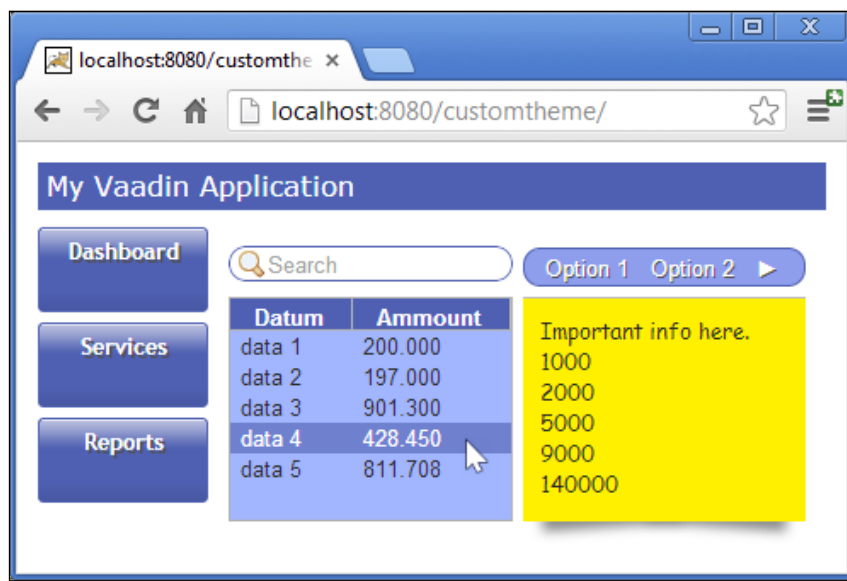 localhost:8080/customthe
localhost:8080/customtheme/
My Vaadin Application
Dashboard
Services
Reports
Search
Datum Ammount
data 1 200.000
data 2 197.000
data 3 901.300
data 4 428.450
data 5 811.708
Option 1 Option 2
Important info here.
1000
2000
5000
9000
140000